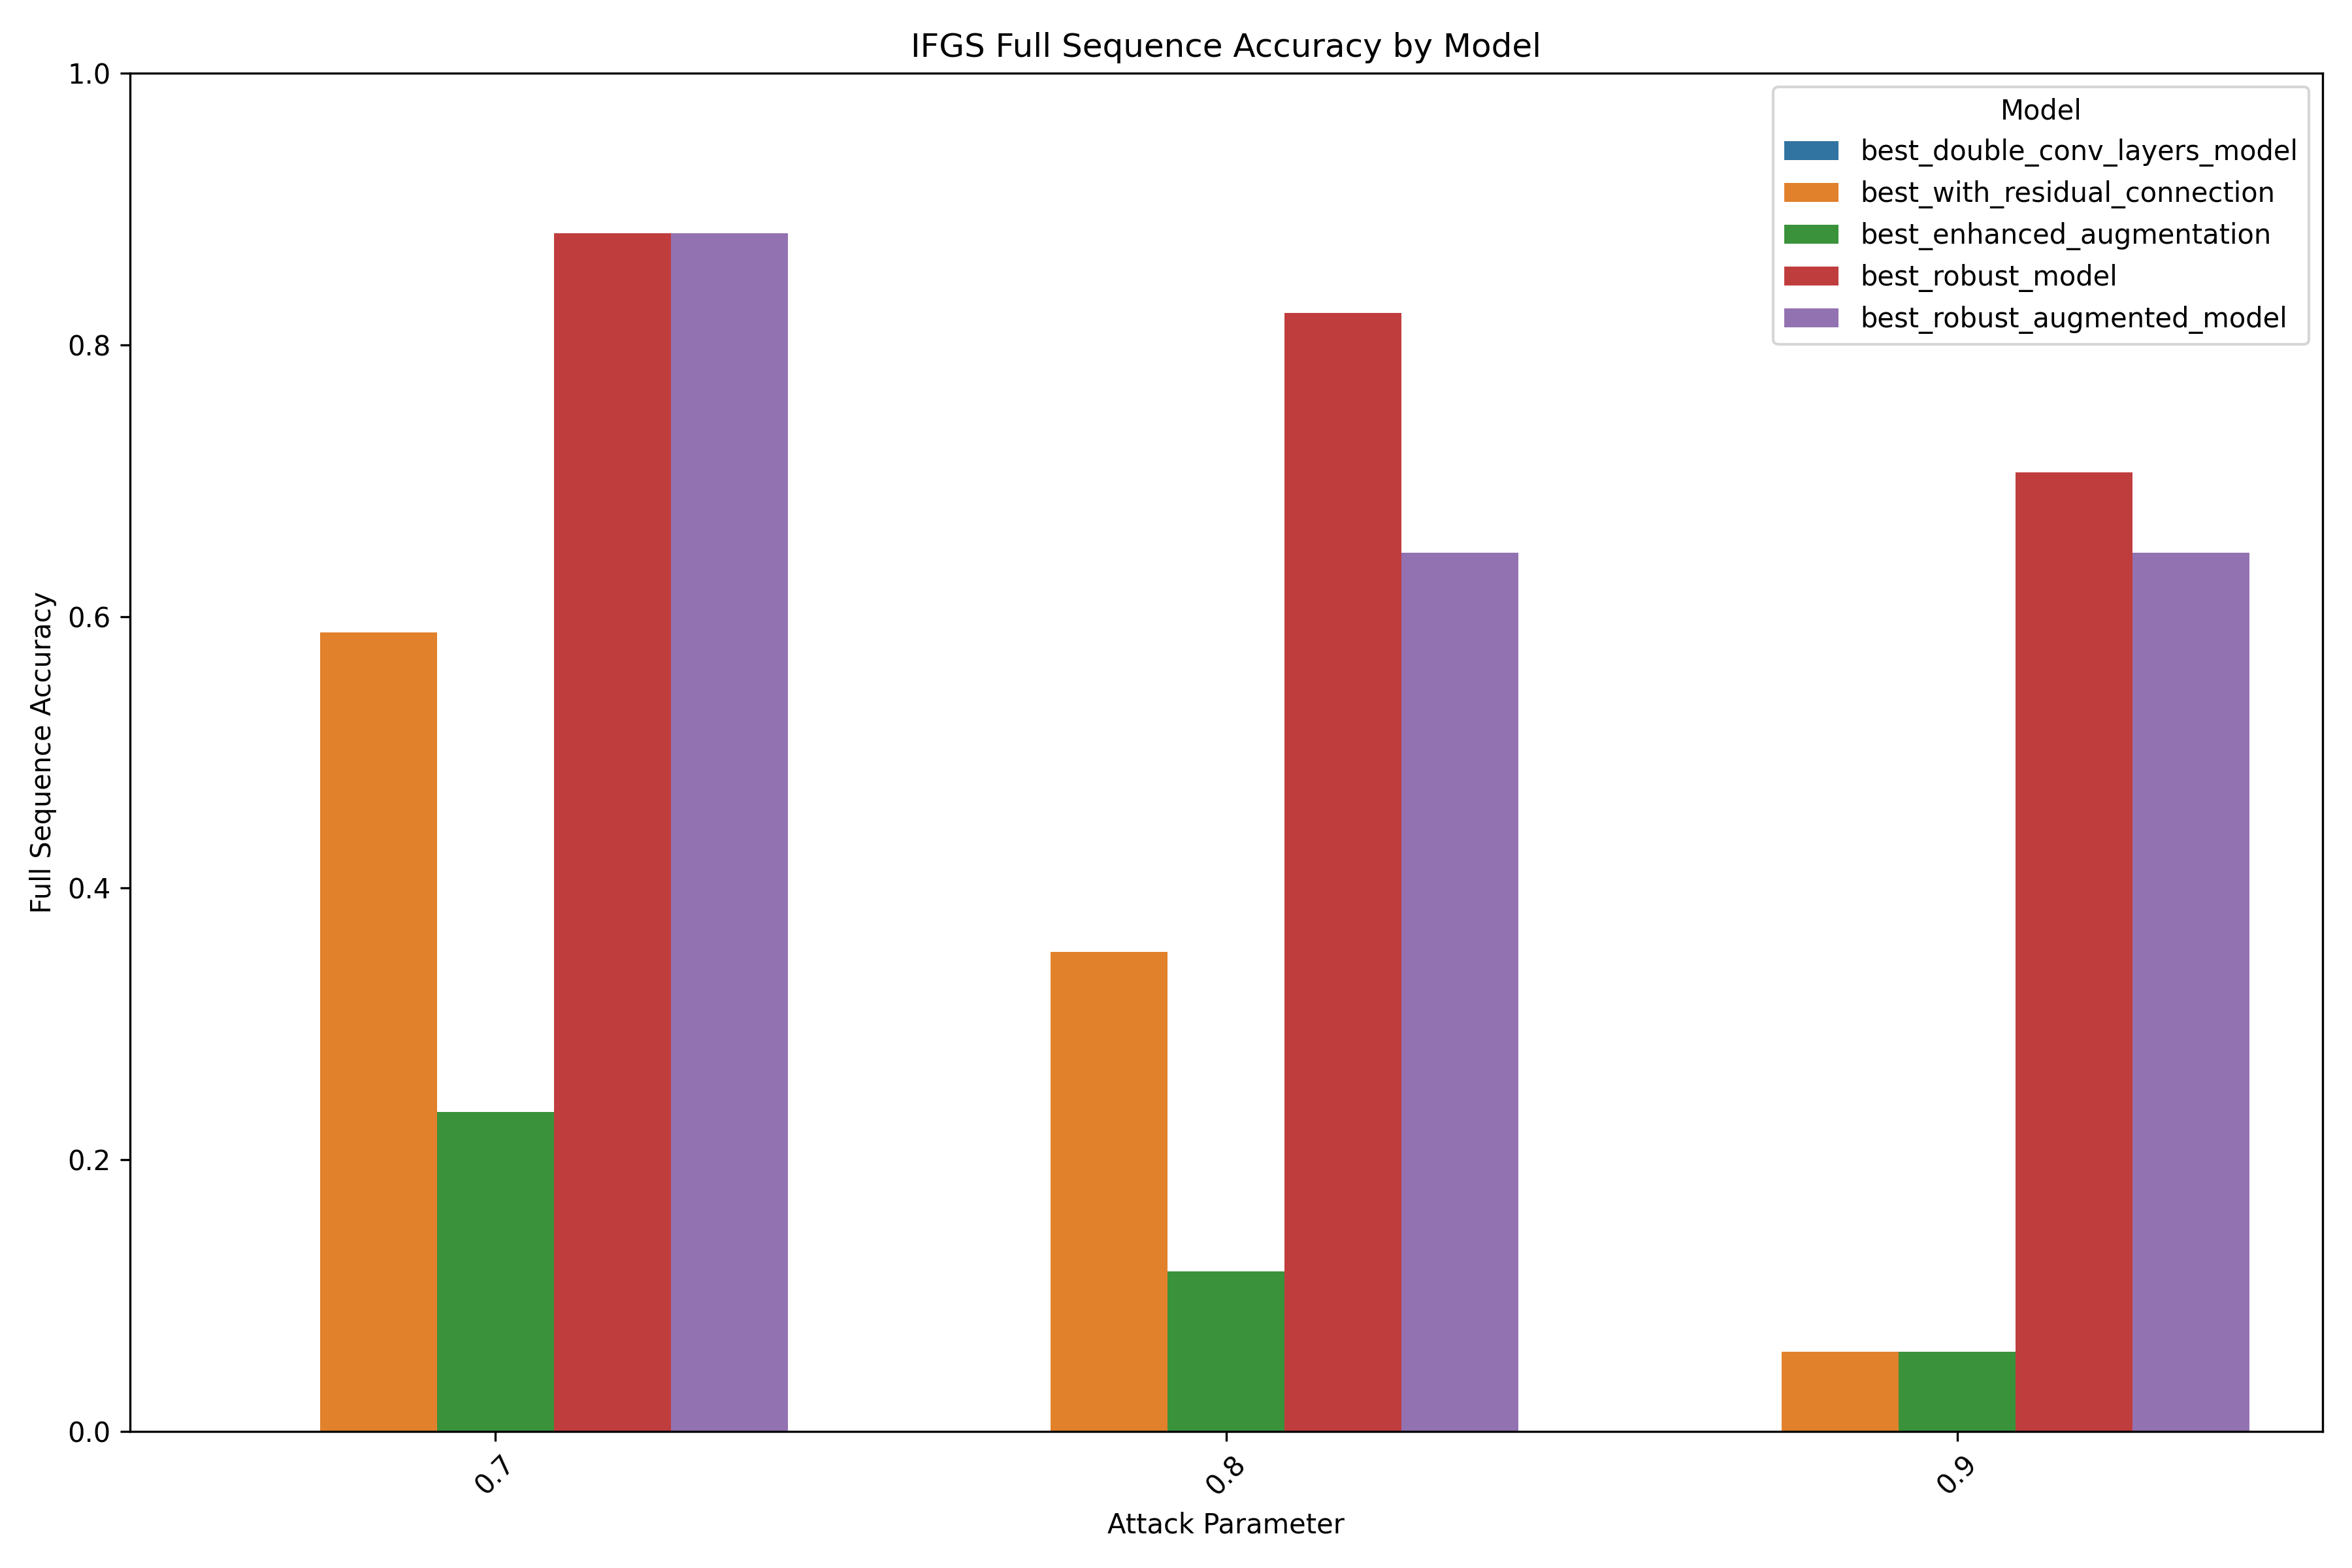 IFGS Full Sequence Accuracy by Model
Full Sequence Accuracy
1.0
0.8
0.6
0.4
0.2
0.0
Model
best_double_conv_layers_model
best_with_residual_connection
best_enhanced_augmentation
best_robust_model
best_robust_augmented_model
0.7
0.8
0.9
Attack Parameter